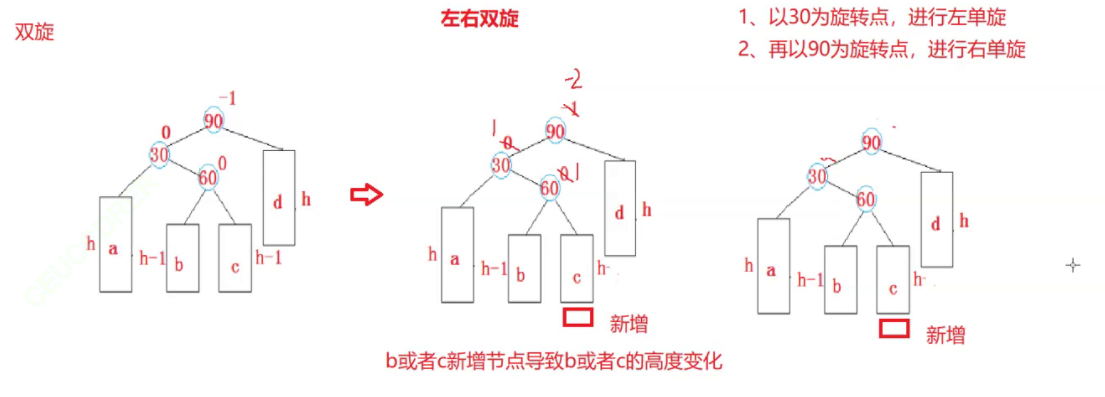 双旋
左右双旋
1、以30为旋转点，进行左单旋
2、再以90为旋转点，进行右单旋
-1
90
0
30
0
60
a
h
h-1
b
c
h-1
d
h
-2
90
1
0
30
0 1
60
h
a
h-1
b
c
h-
d
h
新增
90
30
60
h
a
h-1
b
c
h-
d
h
新增
b或者c新增节点导致b或者c的高度变化